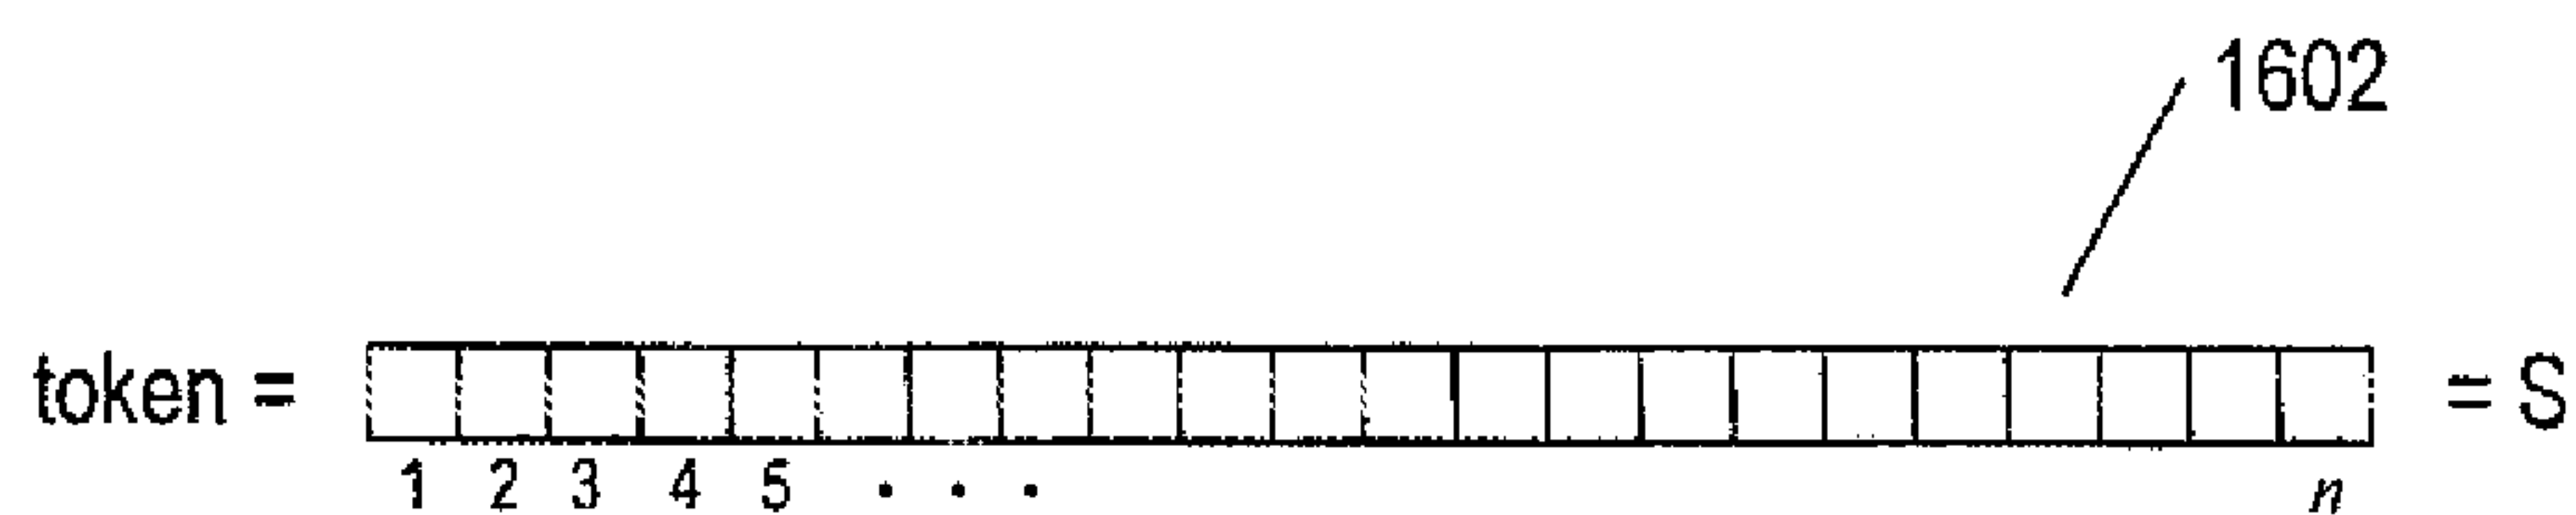 1602
token = = S
1 2 3 4 5 . . . n